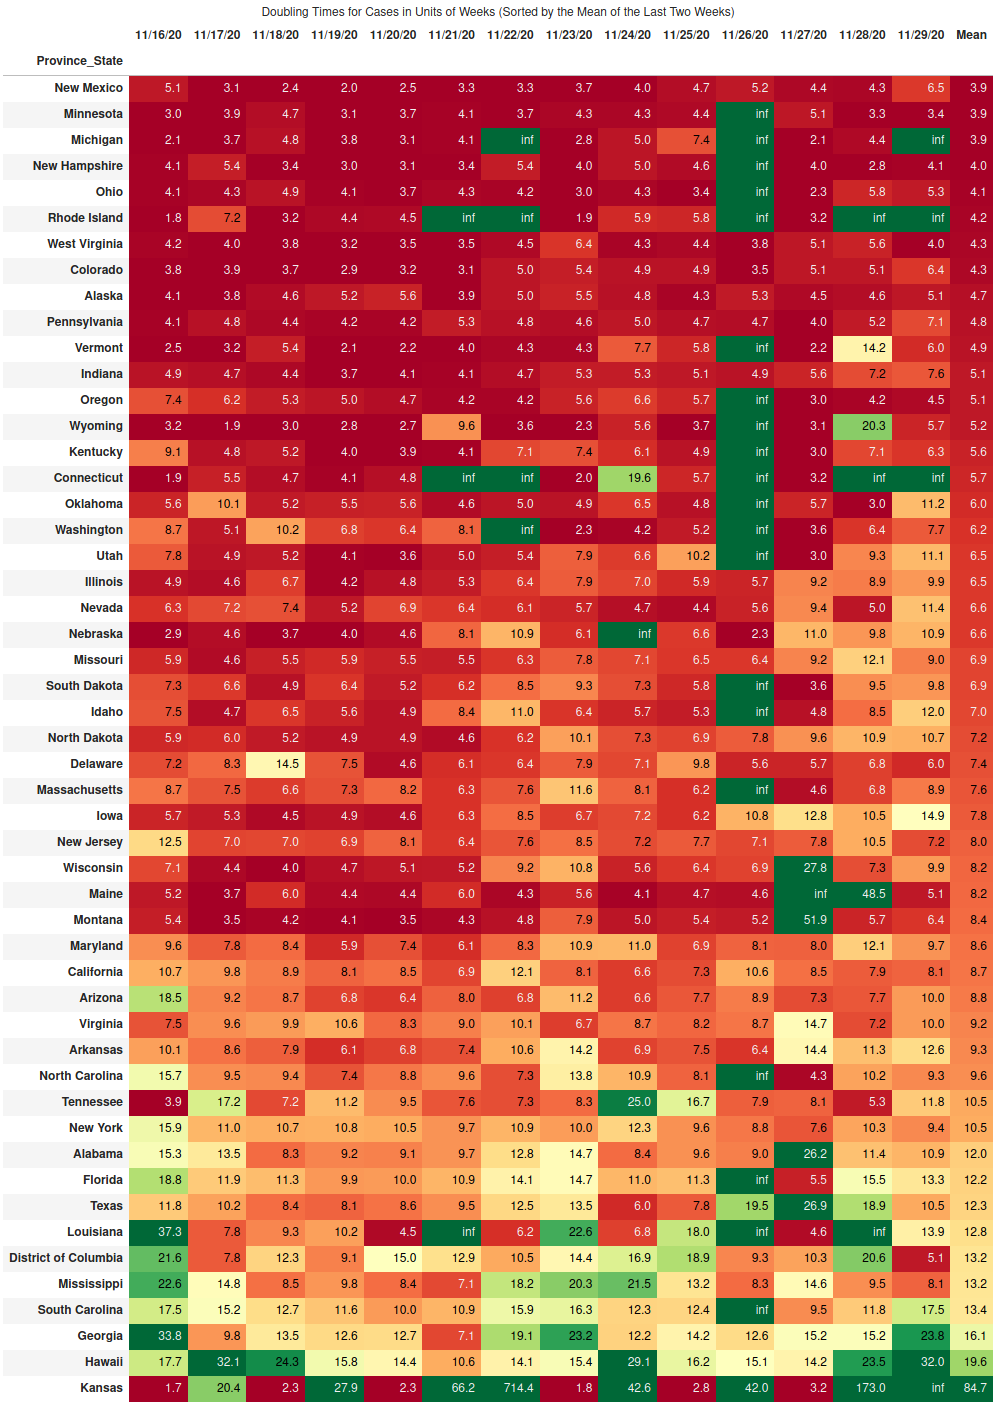 Doubling Times for Cases in Units of Weeks (Sorted by the Mean of the Last Two Weeks)
11/16/20 11/17/20 11/18/20 11/19/20 11/20/20 11/21/20 11/22/20 11/23/20 11/24/20 11/25/20 11/26/20 11/27/20 11/28/20 11/29/20 Mean
Province_State
New Mexico 5.1 3.1 2.4 2.0 2.5 3.3 3.3 3.7 4.0 4.7 5.2 4.4 4.3 6.5 3.9
Minnesota 3.0 3.9 4.7 3.1 3.7 4.1 3.7 4.3 4.3 4.4 inf 5.1 3.3 3.4 3.9
Michigan 2.1 3.7 4.8 3.8 3.1 4.1 inf 2.8 5.0 7.4 inf 2.1 4.4 inf 3.9
New Hampshire 4.1 5.4 3.4 3.0 3.1 3.4 5.4 4.0 5.0 4.6 inf 4.0 2.8 4.1 4.0
Ohio 4.1 4.3 4.9 4.1 3.7 4.3 4.2 3.0 4.3 3.4 inf 2.3 5.8 5.3 4.1
Rhode Island 1.8 7.2 3.2 4.4 4.5 inf inf 1.9 5.9 5.8 inf 3.2 inf inf 4.2
West Virginia 4.2 4.0 3.8 3.2 3.5 3.5 4.5 6.4 4.3 4.4 3.8 5.1 5.6 4.0 4.3
Colorado 3.8 3.9 3.7 2.9 3.2 3.1 5.0 5.4 4.9 4.9 3.5 5.1 5.1 6.4 4.3
Alaska 4.1 3.8 4.6 5.2 5.6 3.9 5.0 5.5 4.8 4.3 5.3 4.5 4.6 5.1 4.7
Pennsylvania 4.1 4.8 4.4 4.2 4.2 5.3 4.8 4.6 5.0 4.7 4.7 4.0 5.2 7.1 4.8
Vermont 2.5 3.2 5.4 2.1 2.2 4.0 4.3 4.3 7.7 5.8 inf 2.2 14.2 6.0 4.9
Indiana 4.9 4.7 4.4 3.7 4.1 4.1 4.7 5.3 5.3 5.1 4.9 5.6 7.2 7.6 5.1
Oregon 7.4 6.2 5.3 5.0 4.7 4.2 4.2 5.6 6.6 5.7 inf 3.0 4.2 4.5 5.1
Wyoming 3.2 1.9 3.0 2.8 2.7 9.6 3.6 2.3 5.6 3.7 inf 3.1 20.3 5.7 5.2
Kentucky 9.1 4.8 5.2 4.0 3.9 4.1 7.1 7.4 6.1 4.9 inf 3.0 7.1 6.3 5.6
Connecticut 1.9 5.5 4.7 4.1 4.8 inf inf 2.0 19.6 5.7 inf 3.2 inf inf 5.7
Oklahoma 5.6 10.1 5.2 5.5 5.6 4.6 5.0 4.9 6.5 4.8 inf 5.7 3.0 11.2 6.0
Washington 8.7 5.1 10.2 6.8 6.4 8.1 inf 2.3 4.2 5.2 inf 3.6 6.4 7.7 6.2
Utah 7.8 4.9 5.2 4.1 3.6 5.0 5.4 7.9 6.6 10.2 inf 3.0 9.3 11.1 6.5
Illinois 4.9 4.6 6.7 4.2 4.8 5.3 6.4 7.9 7.0 5.9 5.7 9.2 8.9 9.9 6.5
Nevada 6.3 7.2 7.4 5.2 6.9 6.4 6.1 5.7 4.7 4.4 5.6 9.4 5.0 11.4 6.6
Nebraska 2.9 4.6 3.7 4.0 4.6 8.1 10.9 6.1 inf 6.6 2.3 11.0 9.8 10.9 6.6
Missouri 5.9 4.6 5.5 5.9 5.5 5.5 6.3 7.8 7.1 6.5 6.4 9.2 12.1 9.0 6.9
South Dakota 7.3 6.6 4.9 6.4 5.2 6.2 8.5 9.3 7.3 5.8 inf 3.6 9.5 9.8 6.9
Idaho 7.5 4.7 6.5 5.6 4.9 8.4 11.0 6.4 5.7 5.3 inf 4.8 8.5 12.0 7.0
North Dakota 5.9 6.0 5.2 4.9 4.9 4.6 6.2 10.1 7.3 6.9 7.8 9.6 10.9 10.7 7.2
Delaware 7.2 8.3 14.5 7.5 4.6 6.1 6.4 7.9 7.1 9.8 5.6 5.7 6.8 6.0 7.4
Massachusetts 8.7 7.5 6.6 7.3 8.2 6.3 7.6 11.6 8.1 6.2 inf 4.6 6.8 8.9 7.6
Iowa 5.7 5.3 4.5 4.9 4.6 6.3 8.5 6.7 7.2 6.2 10.8 12.8 10.5 14.9 7.8
New Jersey 12.5 7.0 7.0 6.9 8.1 6.4 7.6 8.5 7.2 7.7 7.1 7.8 10.5 7.2 8.0
Wisconsin 7.1 4.4 4.0 4.7 5.1 5.2 9.2 10.8 5.6 6.4 6.9 27.8 7.3 9.9 8.2
Maine 5.2 3.7 6.0 4.4 4.4 6.0 4.3 5.6 4.1 4.7 4.6 inf 48.5 5.1 8.2
Montana 5.4 3.5 4.2 4.1 3.5 4.3 4.8 7.9 5.0 5.4 5.2 51.9 5.7 6.4 8.4
Maryland 9.6 7.8 8.4 5.9 7.4 6.1 8.3 10.9 11.0 6.9 8.1 8.0 12.1 9.7 8.6
California 10.7 9.8 8.9 8.1 8.5 6.9 12.1 8.1 6.6 7.3 10.6 8.5 7.9 8.1 8.7
Arizona 18.5 9.2 8.7 6.8 6.4 8.0 6.8 11.2 6.6 7.7 8.9 7.3 7.7 10.0 8.8
Virginia 7.5 9.6 9.9 10.6 8.3 9.0 10.1 6.7 8.7 8.2 8.7 14.7 7.2 10.0 9.2
Arkansas 10.1 8.6 7.9 6.1 6.8 7.4 10.6 14.2 6.9 7.5 6.4 14.4 11.3 12.6 9.3
North Carolina 15.7 9.5 9.4 7.4 8.8 9.6 7.3 13.8 10.9 8.1 inf 4.3 10.2 9.3 9.6
Tennessee 3.9 17.2 7.2 11.2 9.5 7.6 7.3 8.3 25.0 16.7 7.9 8.1 5.3 11.8 10.5
New York 15.9 11.0 10.7 10.8 10.5 9.7 10.9 10.0 12.3 9.6 8.8 7.6 10.3 9.4 10.5
Alabama 15.3 13.5 8.3 9.2 9.1 9.7 12.8 14.7 8.4 9.6 9.0 26.2 11.4 10.9 12.0
Florida 18.8 11.9 11.3 9.9 10.0 10.9 14.1 14.7 11.0 11.3 inf 5.5 15.5 13.3 12.2
Texas 11.8 10.2 8.4 8.1 8.6 9.5 12.5 13.5 6.0 7.8 19.5 26.9 18.9 10.5 12.3
Louisiana 37.3 7.8 9.3 10.2 4.5 inf 6.2 22.6 6.8 18.0 inf 4.6 inf 13.9 12.8
District of Columbia 21.6 7.8 12.3 9.1 15.0 12.9 10.5 14.4 16.9 18.9 9.3 10.3 20.6 5.1 13.2
Mississippi 22.6 14.8 8.5 9.8 8.4 7.1 18.2 20.3 21.5 13.2 8.3 14.6 9.5 8.1 13.2
South Carolina 17.5 15.2 12.7 11.6 10.0 10.9 15.9 16.3 12.3 12.4 inf 9.5 11.8 17.5 13.4
Georgia 33.8 9.8 13.5 12.6 12.7 7.1 19.1 23.2 12.2 14.2 12.6 15.2 15.2 23.8 16.1
Hawaii 17.7 32.1 24.3 15.8 14.4 10.6 14.1 15.4 29.1 16.2 15.1 14.2 23.5 32.0 19.6
Kansas 1.7 20.4 2.3 27.9 2.3 66.2 714.4 1.8 42.6 2.8 42.0 3.2 173.0 inf 84.7